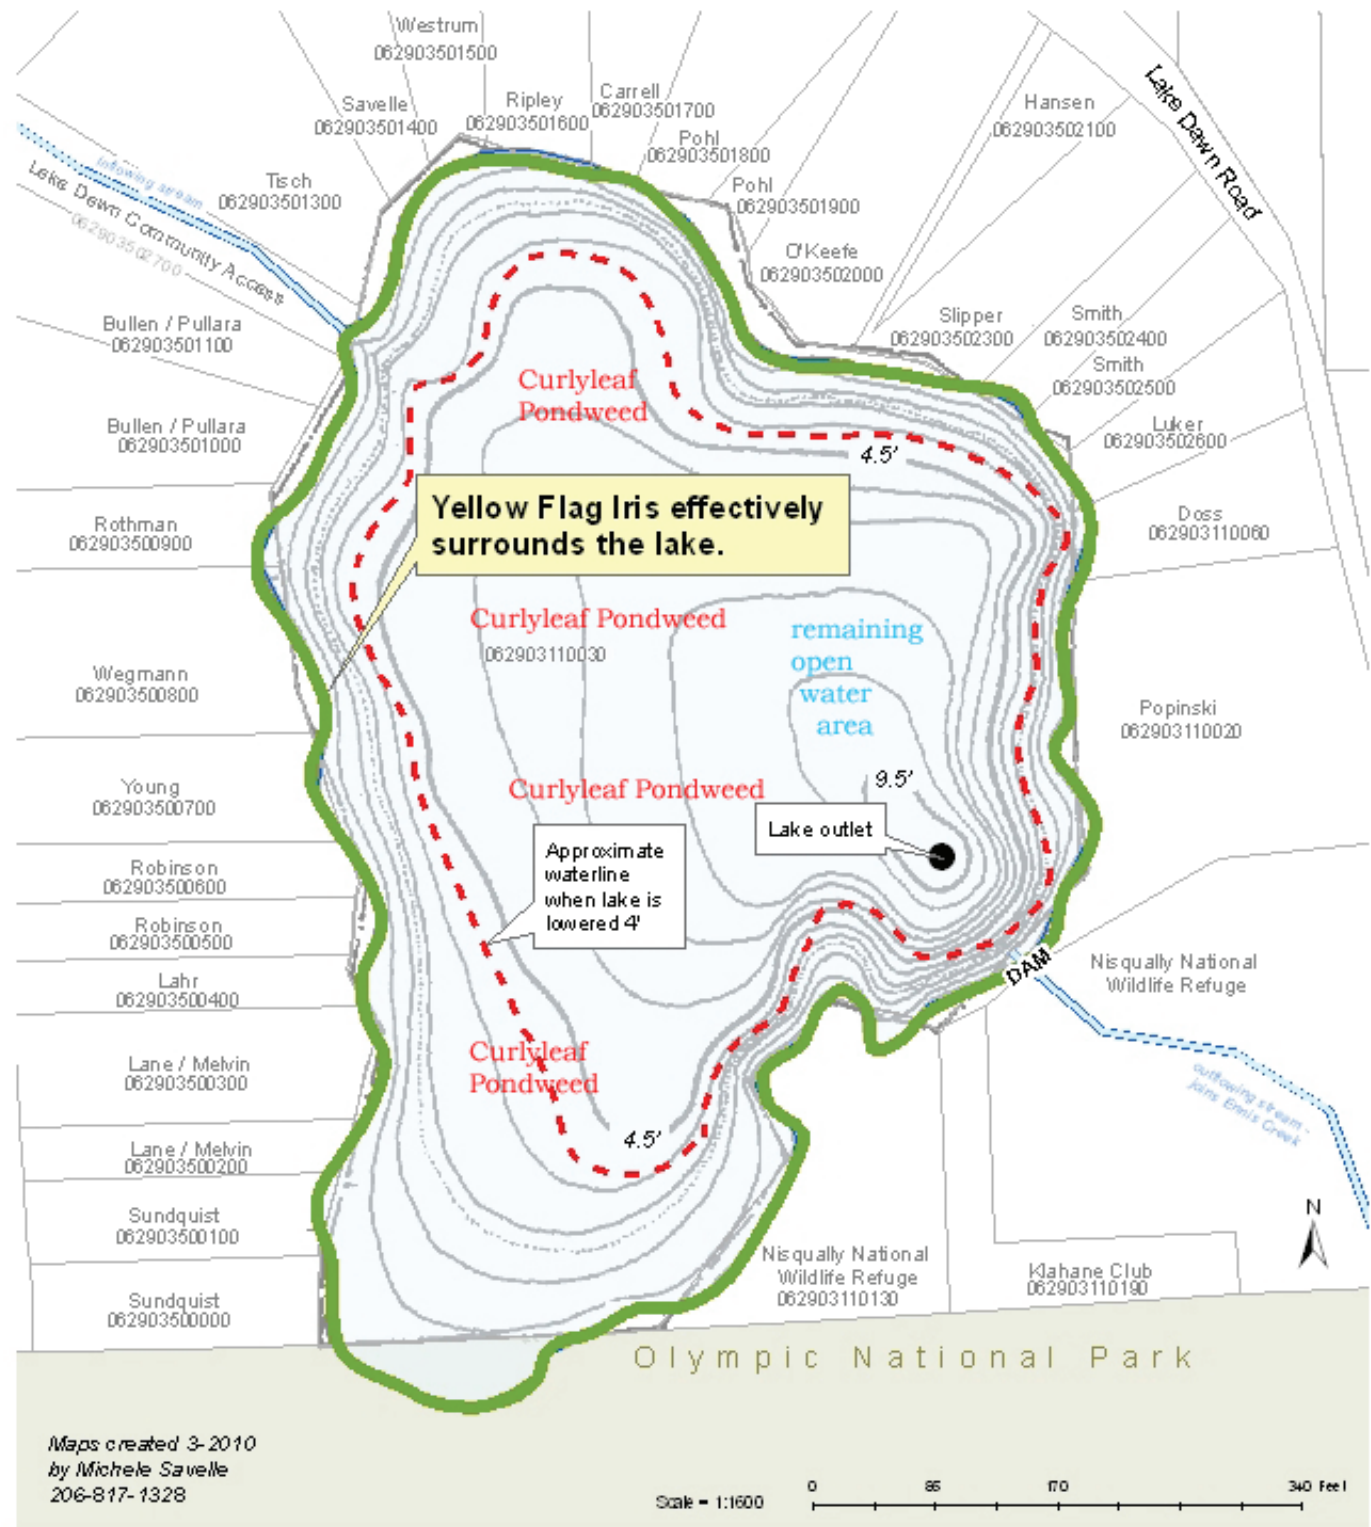 Westrum
062903501500
Savelle
062903501400
Ripley
062903501600
Carrell
062903501700
Pohl
062903501800
Hansen
062903502100
Lake Dawn Road
inflowing stream
Lake Dawn Community Access
062903502700
Tisch
062903501300
Pohl
062903501900
O'Keefe
062903502000
Bullen / Pullara
062903501100
Slipper
062903502300
Smith
062903502400
Smith
062903502500
Curlyleaf
Pondweed
Bullen / Pullara
062903501000
4.5'
Luker
062903502600
Yellow Flag Iris effectively
surrounds the lake.
Rothman
062903500900
Doss
062903110060
Curlyleaf Pondweed
062903110030
remaining
open
water
area
Wegmann
062903500800
Popinski
062903110020
Young
062903500700
Curlyleaf Pondweed
9.5'
Lake outlet
Approximate
waterline
when lake is
lowered 4'
Robinson
062903500600
Robinson
062903500500
Lahr
062903500400
DAM
Nisqually National
Wildlife Refuge
Lane / Melvin
062903500300
Curlyleaf
Pondweed
outflowing stream -
joins Ennis Creek
4.5'
Lane / Melvin
062903500200
Sundquist
062903500100
N
Nisqually National
Wildlife Refuge
062903110130
Klahane Club
062903110190
Sundquist
062903500000
Olympic National Park
Maps created 3-2010
by Michele Savelle
206-817-1328
Scale = 1:1600
0 85 170 340 Feet